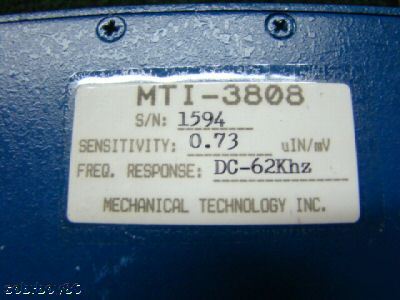 MTI-3808
S/N: 1594
SENSITIVITY: 0.73 uIN/mV
FREQ. RESPONSE: DC-62Khz
MECHANICAL TECHNOLOGY INC.